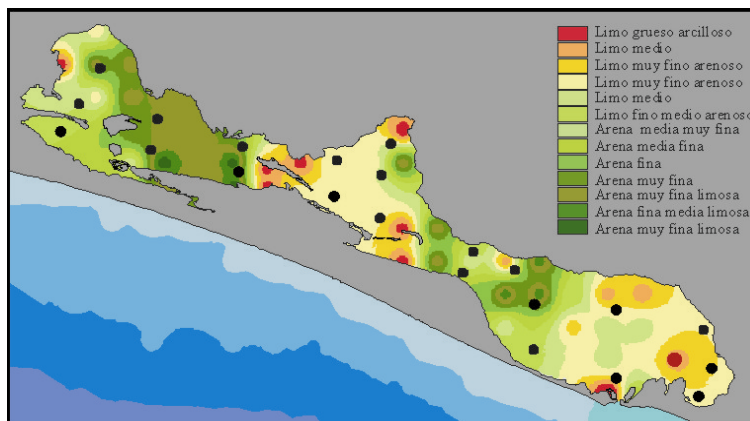 Limo grueso arcilloso
Limo medio
Limo muy fino arenoso
Limo muy fino arenoso
Limo medio
Limo fino medio arenoso
Arena media muy fina
Arena media fina
Arena fina
Arena muy fina
Arena muy fina limosa
Arena fina media limosa
Arena muy fina limosa